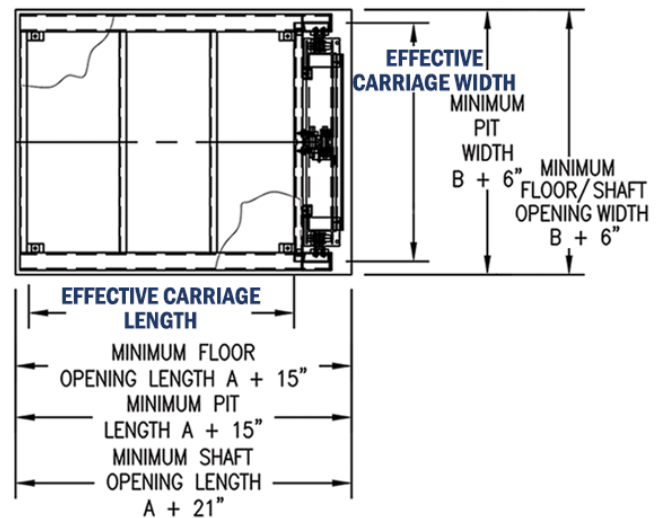 EFFECTIVE
CARRIAGE WIDTH
MINIMUM
PIT
WIDTH
B + 6”
MINIMUM
FLOOR/SHAFT
OPENING WIDTH
B + 6”
EFFECTIVE CARRIAGE
LENGTH
MINIMUM FLOOR
OPENING LENGTH A + 15”
MINIMUM PIT
LENGTH A + 15”
MINIMUM SHAFT
OPENING LENGTH
A + 21”